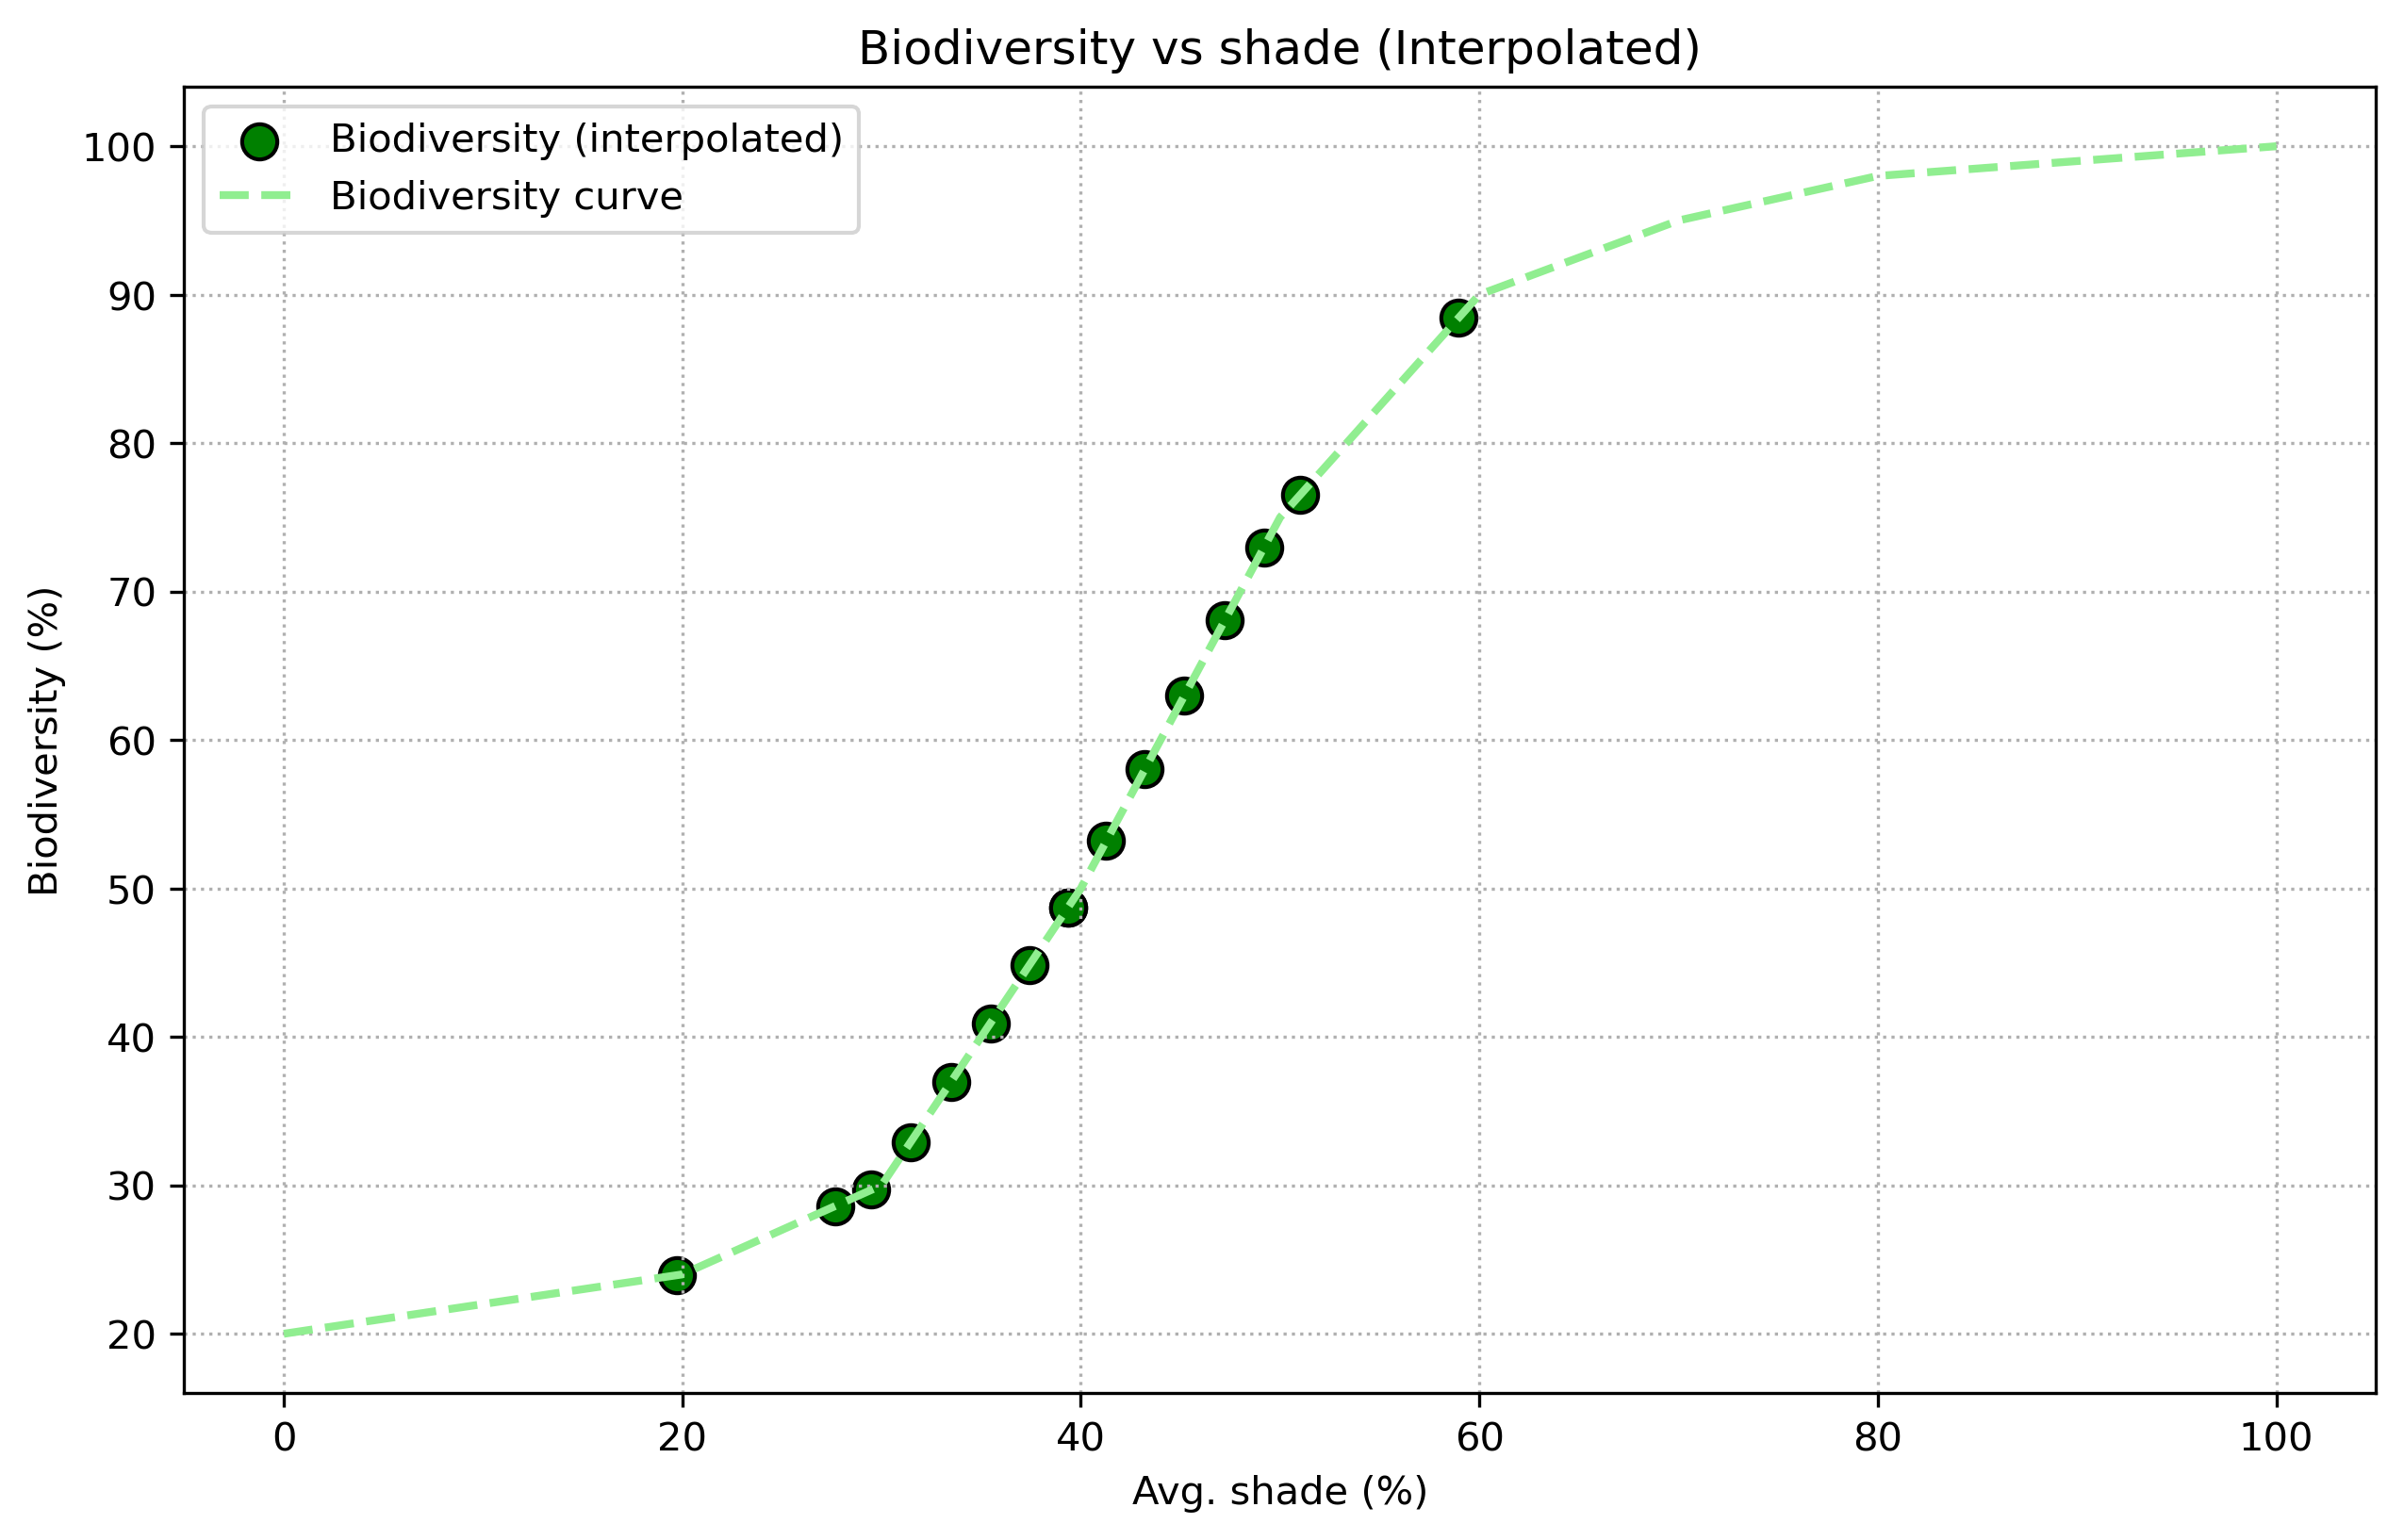 Biodiversity vs shade (Interpolated)
Biodiversity (interpolated)
Biodiversity curve
100
90
80
70
60
50
40
30
20
Biodiversity (%)
0 20 40 60 80 100
Avg. shade (%)